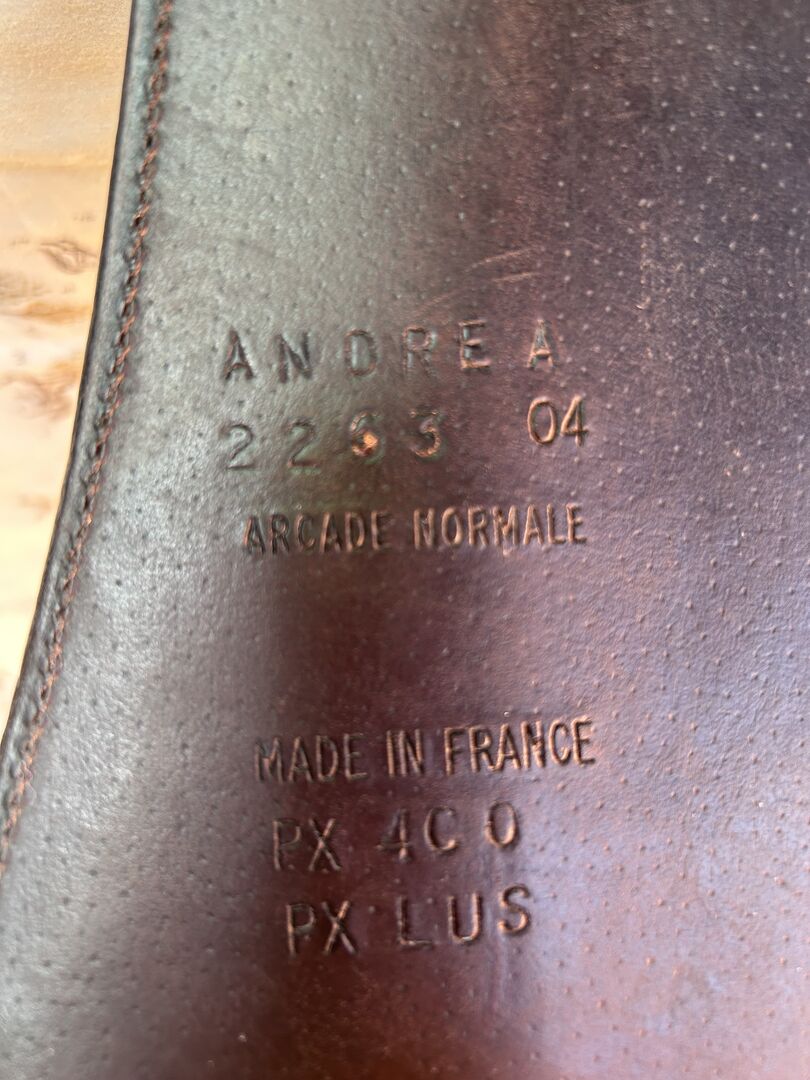 ANDREA
2263 04
ARCADE NORMALE
MADE IN FRANCE
PX 4C0
PX LUS